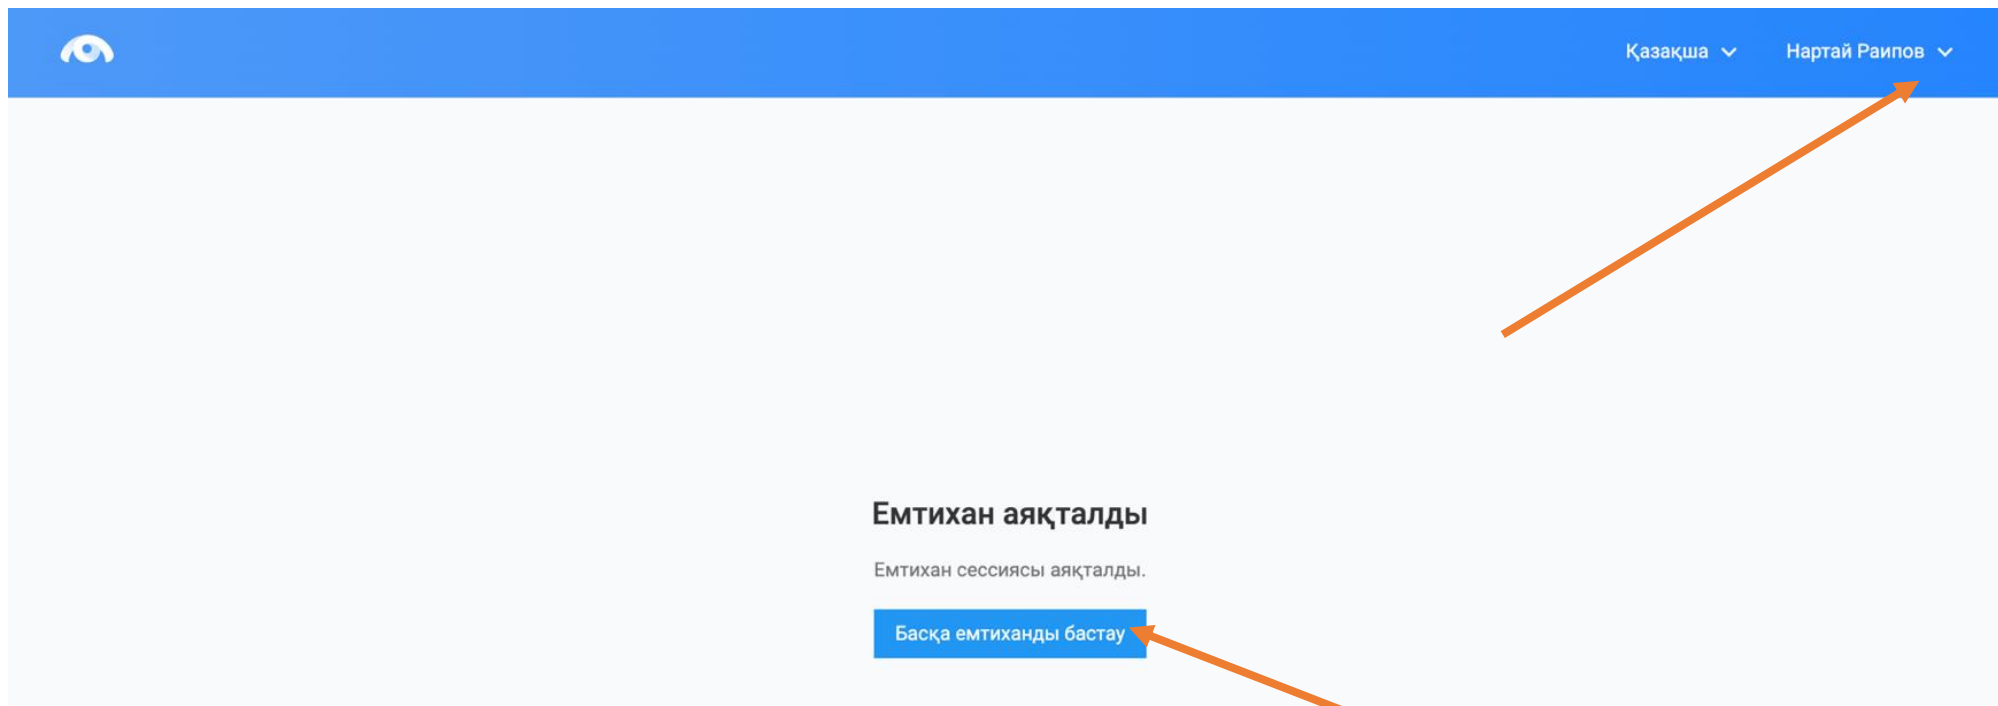 Қазақша
Нартай Раипов
Емтихан аяқталды
Емтихан сессиясы аяқталды.
Басқа емтиханды бастау